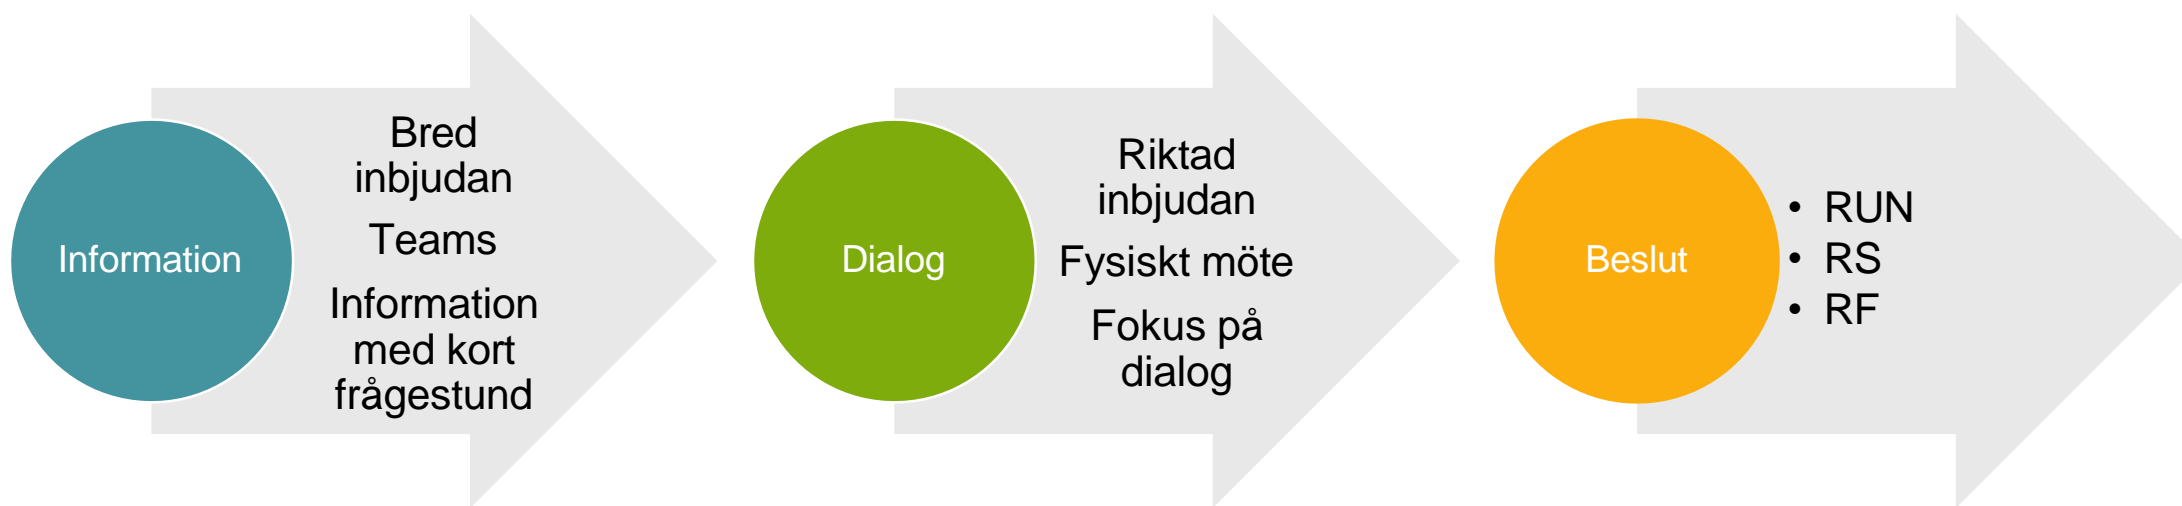 Information
Bred
inbjudan
Teams
Information
med kort
frågestund
Dialog
Riktad
inbjudan
Fysiskt möte
Fokus på
dialog
Beslut
• RUN
• RS
• RF